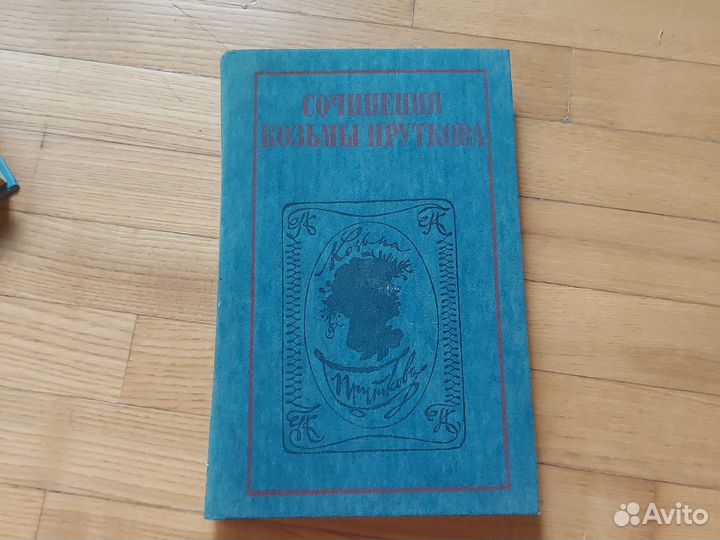 СОЧИНЕНИЯ
КОЗЬМЫ ПРУТКОВА
Козьма
Прутковъ
Avito